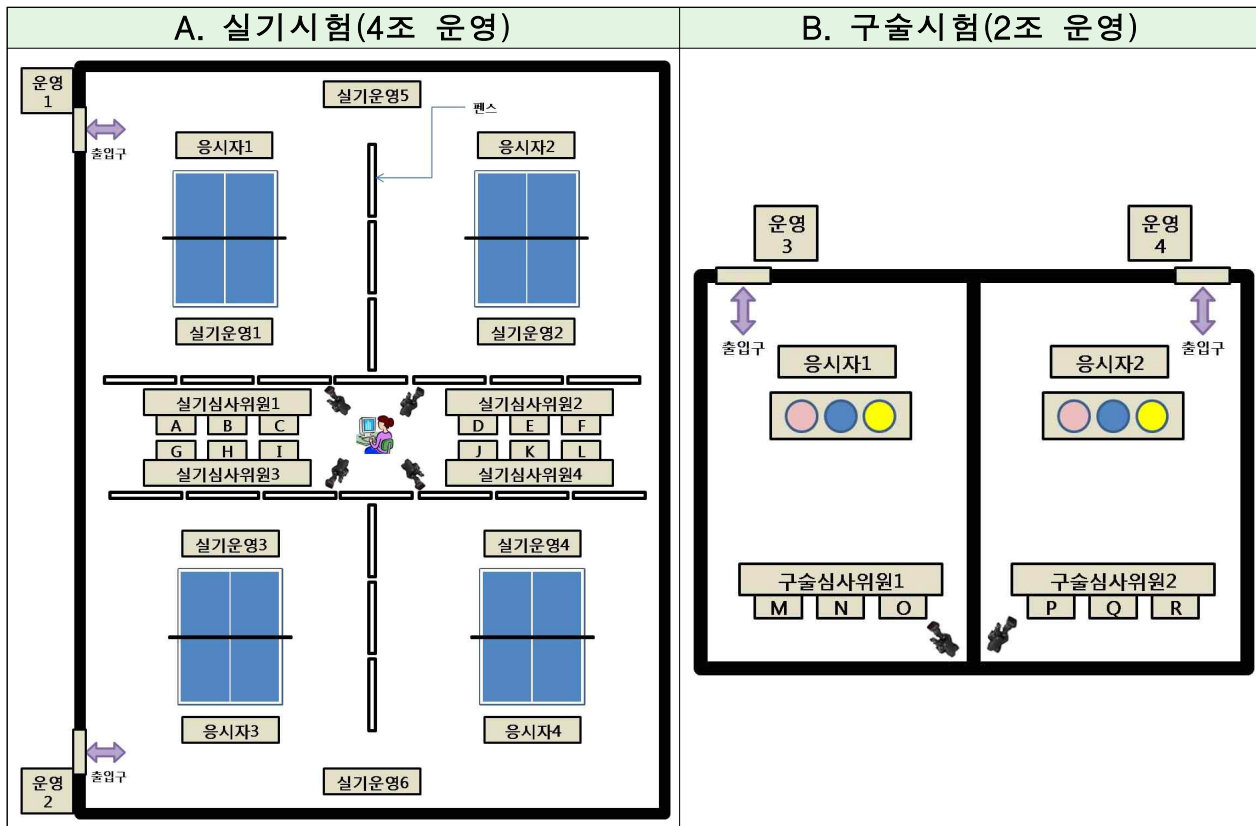 A. 실기시험(4조 운영)
B. 구술시험(2조 운영)
운영
1
출입구
실기운영5
펜스
응시자1
응시자2
실기운영1
실기운영2
실기심사위원1
A B C
G H I
실기심사위원3
실기심사위원2
D E F
J K L
실기심사위원4
실기운영3
실기운영4
응시자3
응시자4
출입구
운영
2
실기운영6
운영
3
운영
4
출입구
출입구
응시자1
응시자2
구술심사위원1
M N O
구술심사위원2
P Q R